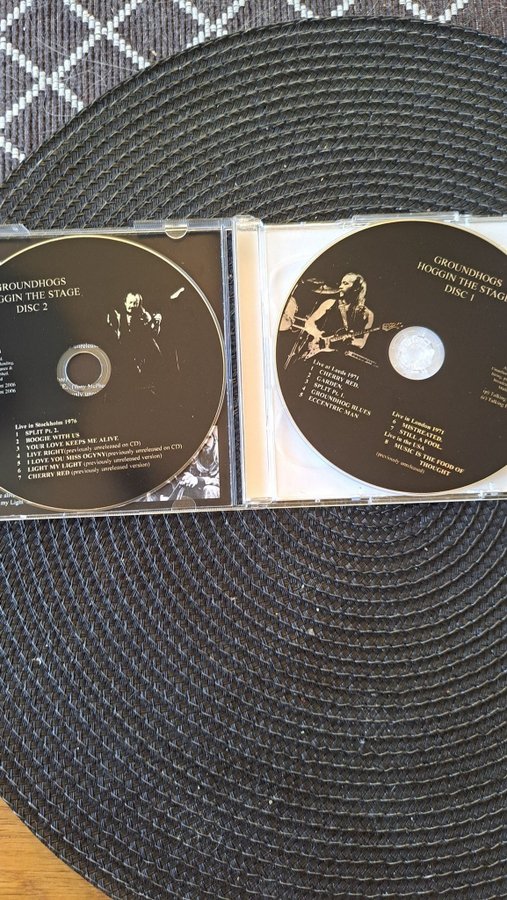 GROUNDHOGS
HOGGIN THE STAGE
DISC 2
Live in Stockholm 1976
1 SPLIT Pt. 2.
2 BOOGIE WITH US
3 YOUR LOVE KEEPS ME ALIVE
4 LIVE RIGHT(previously unreleased on CD)
5 I LOVE YOU MISS OGYNY(previously unreleased on CD)
6 LIGHT MY LIGHT (previously unreleased version)
7 CHERRY RED (previously unreleased version)
2006
2006
my Light
GROUNDHOGS
HOGGIN THE STAGE
DISC 1
Live at Leeds 1971
1 CHERRY RED.
2 GARDEN.
3 SPLIT Pt. 1.
4 GROUNDHOG BLUES
5 ECCENTRIC MAN
Live in London 1971
6 MISTREATED.
7 STILL A FOOL.
Live in the USA
8 MUSIC IS THE FOOD OF
THOUGHT
(previously unreleased)